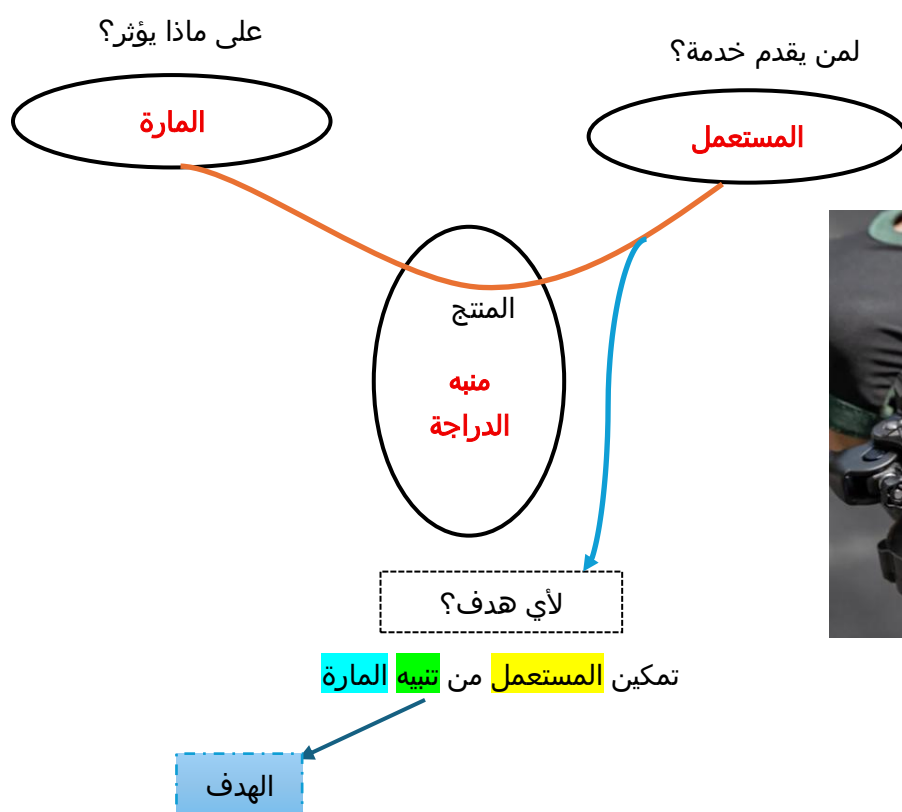 لمن يقدم خدمة؟
على ماذا يؤثر؟
المستعمل
المارة
المنتج
منبه
الدراجة
لأي هدف؟
تمكين المستعمل من تنبيه المارة
الهدف